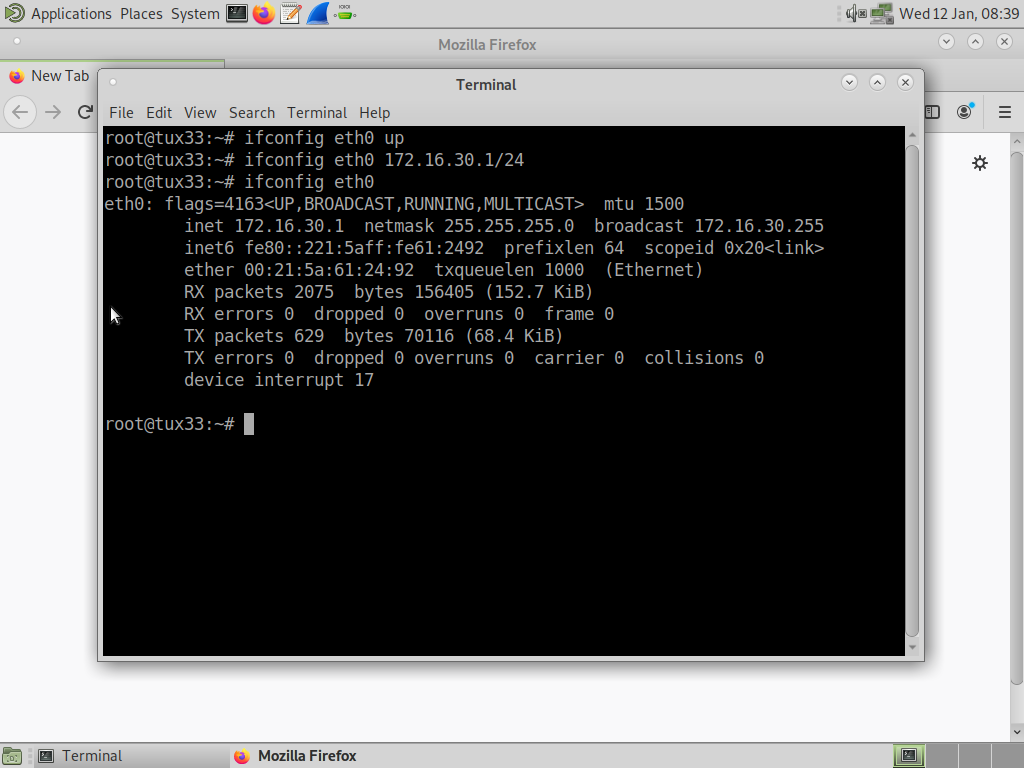 Applications Places System Wed 12 Jan, 08:39
Mozilla Firefox
New Tab
Terminal
File Edit View Search Terminal Help
root@tux33:~# ifconfig eth0 up
root@tux33:~# ifconfig eth0 172.16.30.1/24
root@tux33:~# ifconfig eth0
eth0: flags=4163<UP,BROADCAST,RUNNING,MULTICAST>  mtu 1500
        inet 172.16.30.1  netmask 255.255.255.0  broadcast 172.16.30.255
        inet6 fe80::221:5aff:fe61:2492  prefixlen 64  scopeid 0x20<link>
        ether 00:21:5a:61:24:92  txqueuelen 1000  (Ethernet)
        RX packets 2075  bytes 156405 (152.7 KiB)
        RX errors 0  dropped 0  overruns 0  frame 0
        TX packets 629  bytes 70116 (68.4 KiB)
        TX errors 0  dropped 0 overruns 0  carrier 0  collisions 0
        device interrupt 17
root@tux33:~#
Terminal Mozilla Firefox